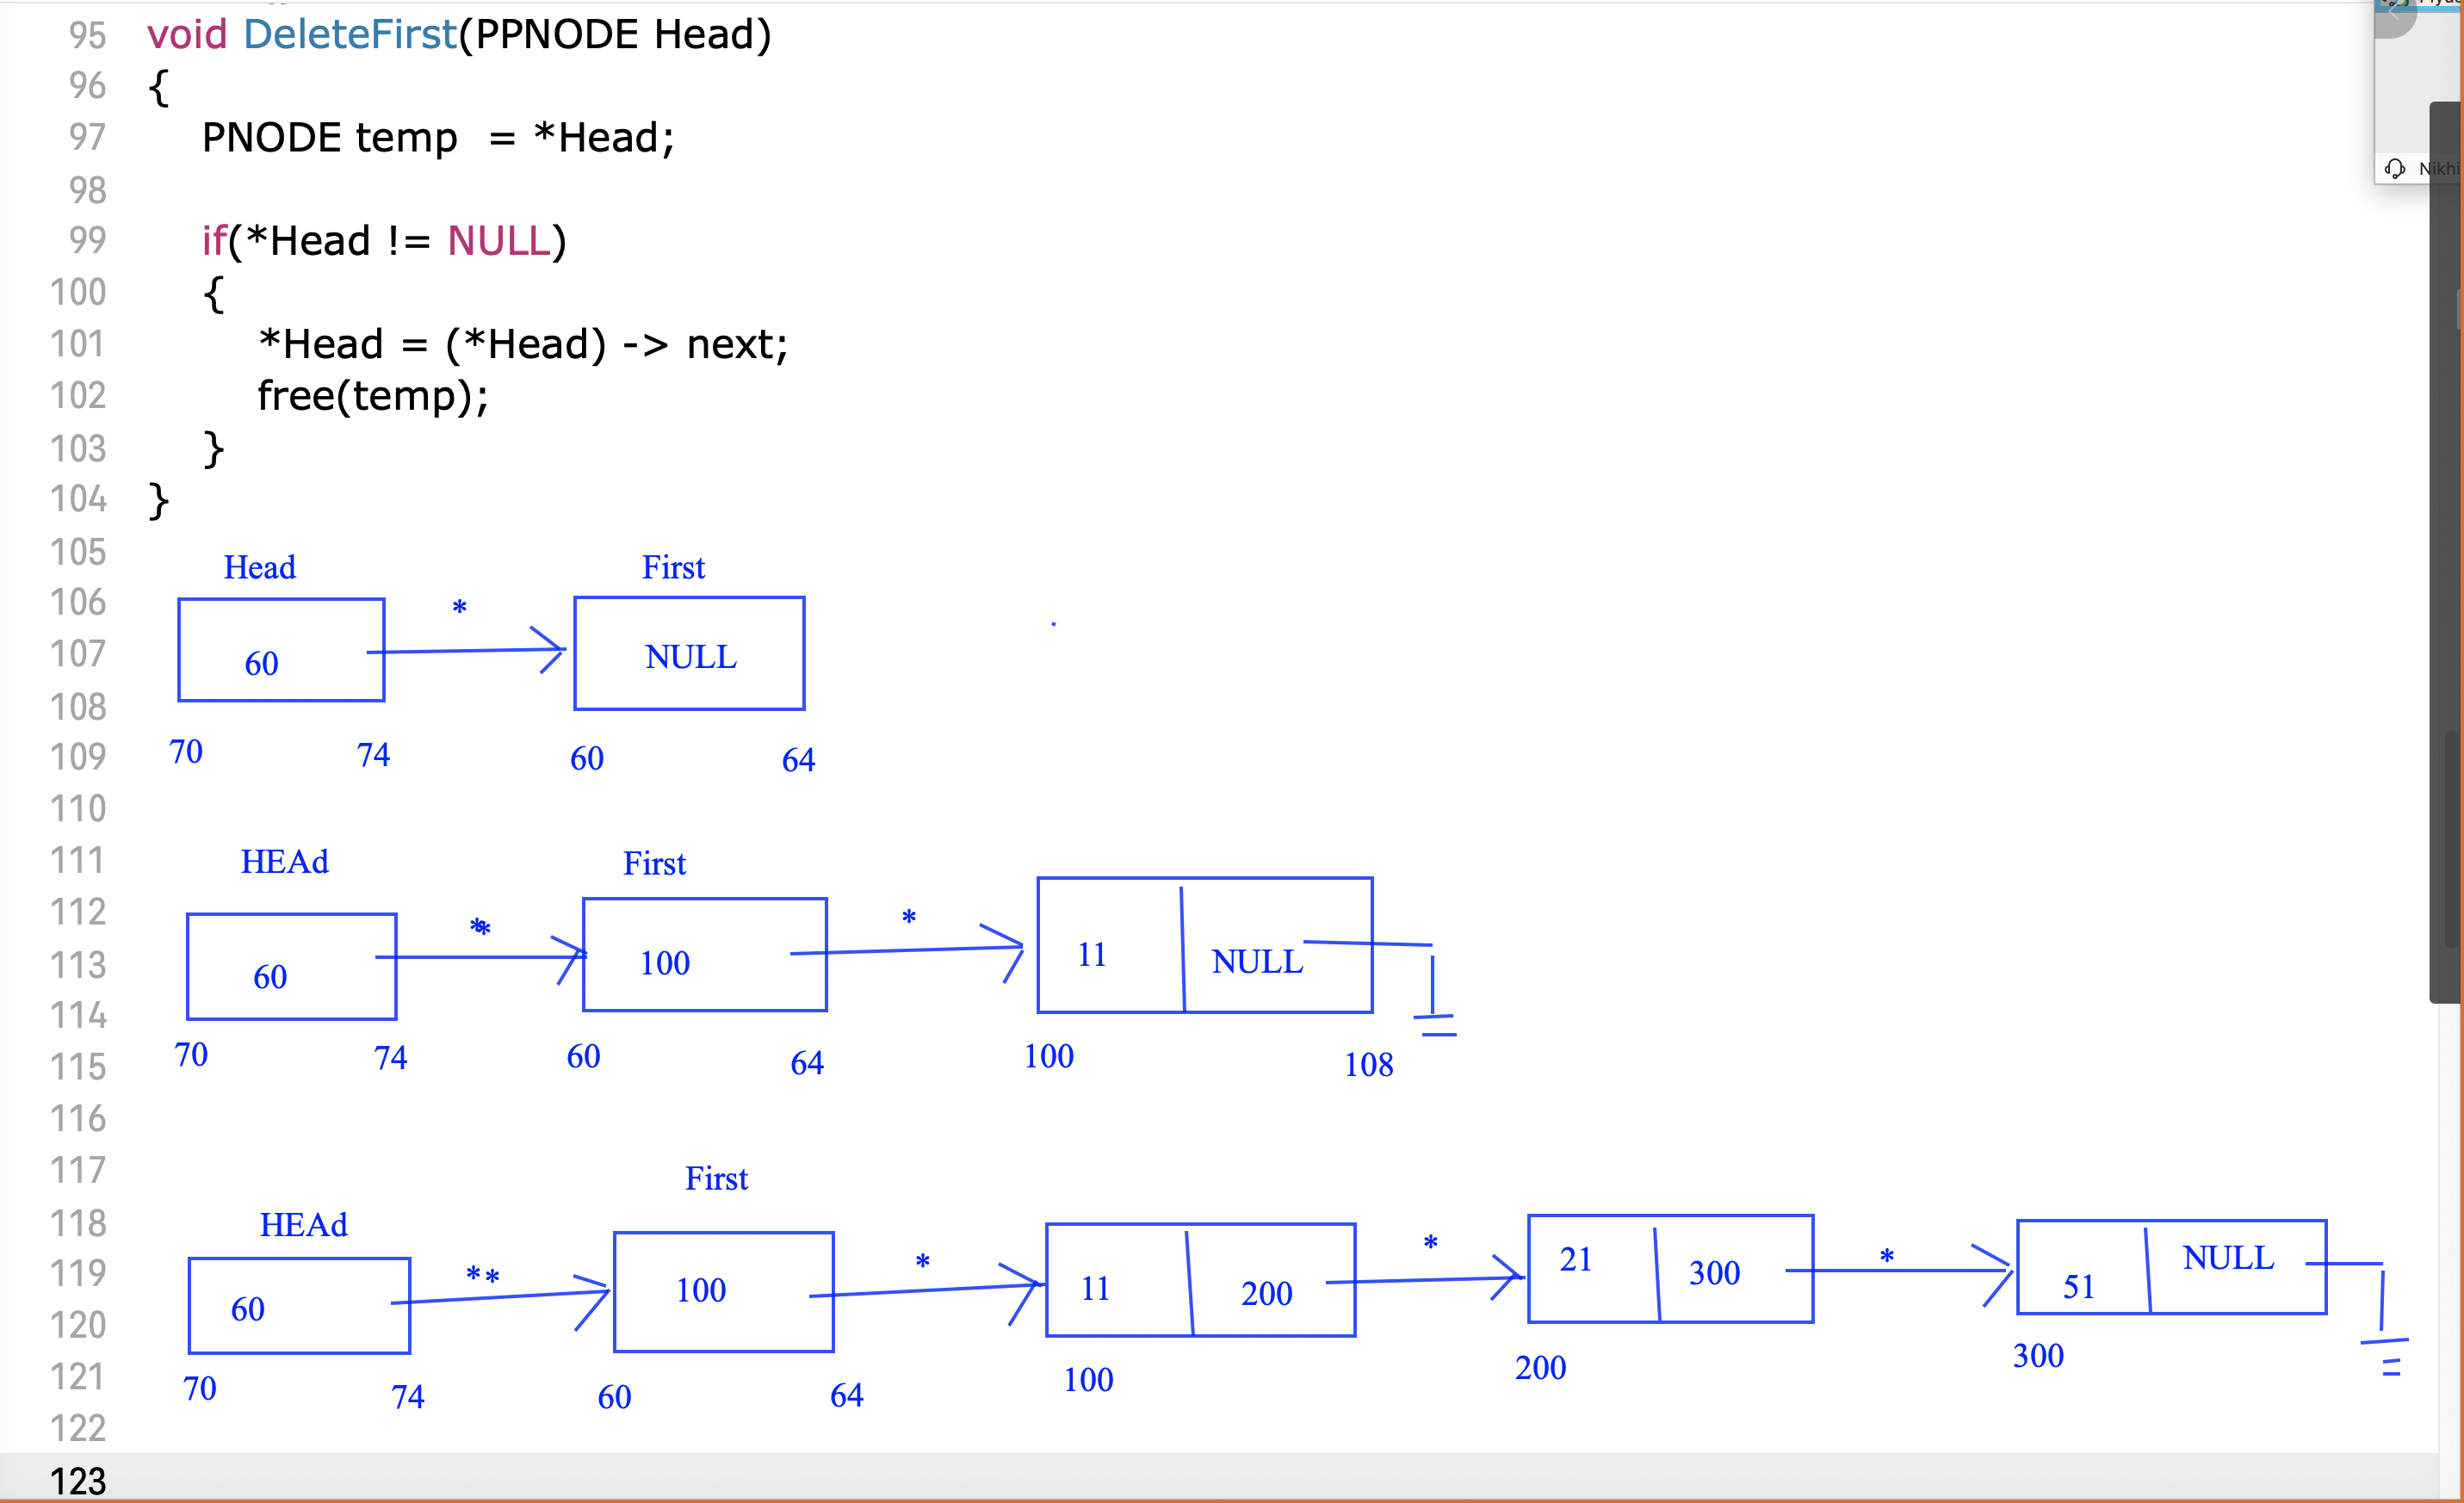 95 void DeleteFirst(PPNODE Head)
96 {
97 PNODE temp = *Head;
98
99 if(*Head != NULL)
100 {
101 *Head = (*Head) -> next;
102 free(temp);
103 }
104 }
105
Head First
106
*
107
60 NULL
108
109
70 74 60 64
110
111
HEAd First
112
** *
113
60 100 11 NULL
114
115
70 74 60 64 100 108
116
117
First
118
HEAd
119
** * * *
120
60 100 11 200 21 300 51 NULL
121
70 74 60 64 100 200 300
122
123